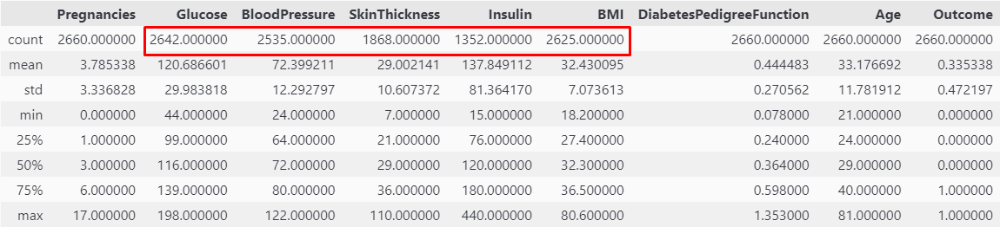 Pregnancies Glucose BloodPressure SkinThickness Insulin BMI DiabetesPedigreeFunction Age Outcome
count 2660.000000 2642.000000 2535.000000 1868.000000 1352.000000 2625.000000 2660.000000 2660.000000 2660.000000
mean 3.785338 120.686601 72.399211 29.002141 137.849112 32.430095 0.444483 33.176692 0.335338
std 3.336828 29.983818 12.292797 10.607372 81.364170 7.073613 0.270562 11.781912 0.472197
min 0.000000 44.000000 24.000000 7.000000 15.000000 18.200000 0.078000 21.000000 0.000000
25% 1.000000 99.000000 64.000000 21.000000 76.000000 27.400000 0.240000 24.000000 0.000000
50% 3.000000 116.000000 72.000000 29.000000 120.000000 32.300000 0.364000 29.000000 0.000000
75% 6.000000 139.000000 80.000000 36.000000 180.000000 36.500000 0.598000 40.000000 1.000000
max 17.000000 198.000000 122.000000 110.000000 440.000000 80.600000 1.353000 81.000000 1.000000